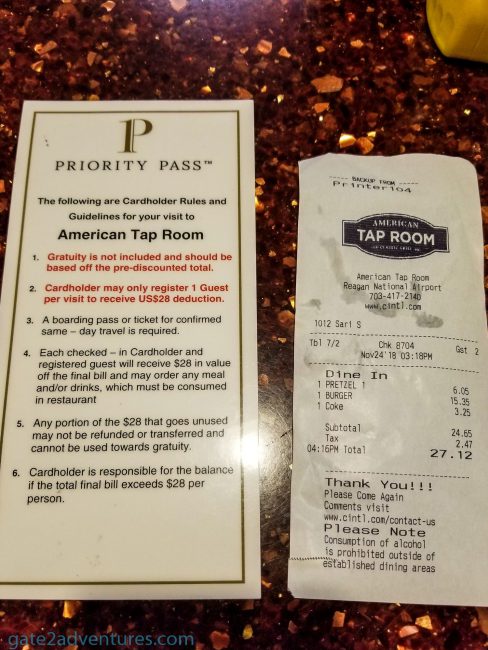 1P
PRIORITY PASS™
The following are Cardholder Rules and
Guidelines for your visit to
American Tap Room
1. Gratuity is not included and should be
based off the pre-discounted total.
2. Cardholder may only register 1 Guest
per visit to receive US$28 deduction.
3. A boarding pass or ticket for confirmed
same – day travel is required.
4. Each checked – in Cardholder and
registered guest will receive $28 in value
off the final bill and may order any meal
and/or drinks, which must be consumed
in restaurant
5. Any portion of the $28 that goes unused
may not be refunded or transferred and
cannot be used towards gratuity.
6. Cardholder is responsible for the balance
if the total final bill exceeds $28 per
person.
BACKUP FROM
Printer104
AMERICAN
TAP ROOM
American Tap Room
Reagan National Airport
703-417-2140
www.cintl.com
1012 Sari S
Tbl 7/2 Chk 8704 Gst 2
Nov24'18 03:18PM
Dine In
1 PRETZEL 1 6.05
1 BURGER 15.35
1 Coke 3.25
Subtotal 24.65
Tax 2.47
04:16PM Total 27.12
Thank You!!!
Please Come Again
Comments visit
www.cintl.com/contact-us
Please Note
Consumption of alcohol
is prohibited outside of
established dining areas
gate2adventures.com